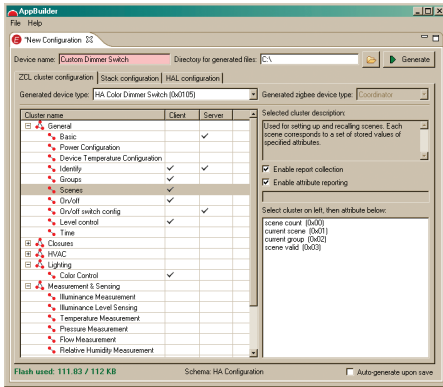 AppBuilder
File Help
*New Configuration
Device name: Custom Dimmer Switch Directory for generated files: C:\ Generate
ZCL cluster configuration Stack configuration HAL configuration
Generated device type: HA Color Dimmer Switch (0x0105) Generated zigbee device type: Coordinator
Cluster name Client Server
General
Basic
Power Configuration
Device Temperature Configuration
Identify
Groups
Scenes
On/off
On/off switch config
Level control
Time
Closures
HVAC
Lighting
Color Control
Measurement & Sensing
Illuminance Measurement
Illuminance Level Sensing
Temperature Measurement
Pressure Measurement
Flow Measurement
Relative Humidity Measurement
Selected cluster description:
Used for setting up and recalling scenes. Each
scene corresponds to a set of stored values of
specified attributes.
Enable report collection
Enable attribute reporting
Select cluster on left, then attribute below:
scene count (0x00)
current scene (0x01)
current group (0x02)
scene valid (0x03)
Flash used: 111.83 / 112 KB Schema: HA Configuration Auto-generate upon save